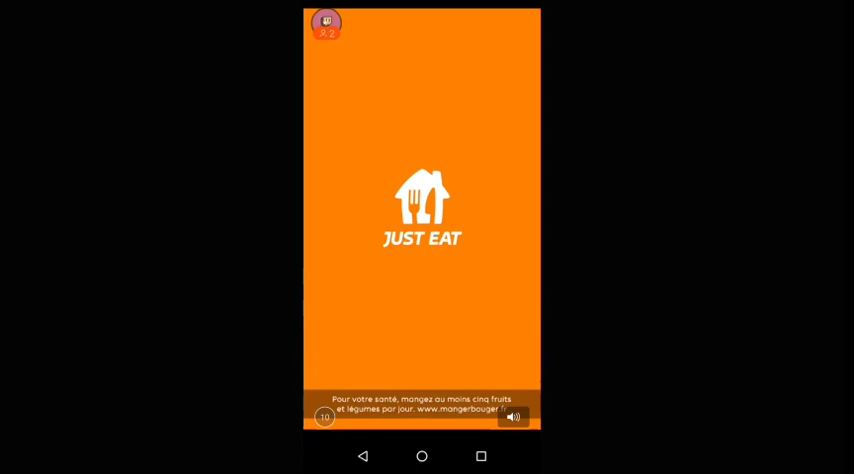 2
JUST EAT
Pour votre santé, mangez au moins cinq fruits
et légumes par jour. www.mangerbouger.fr
10